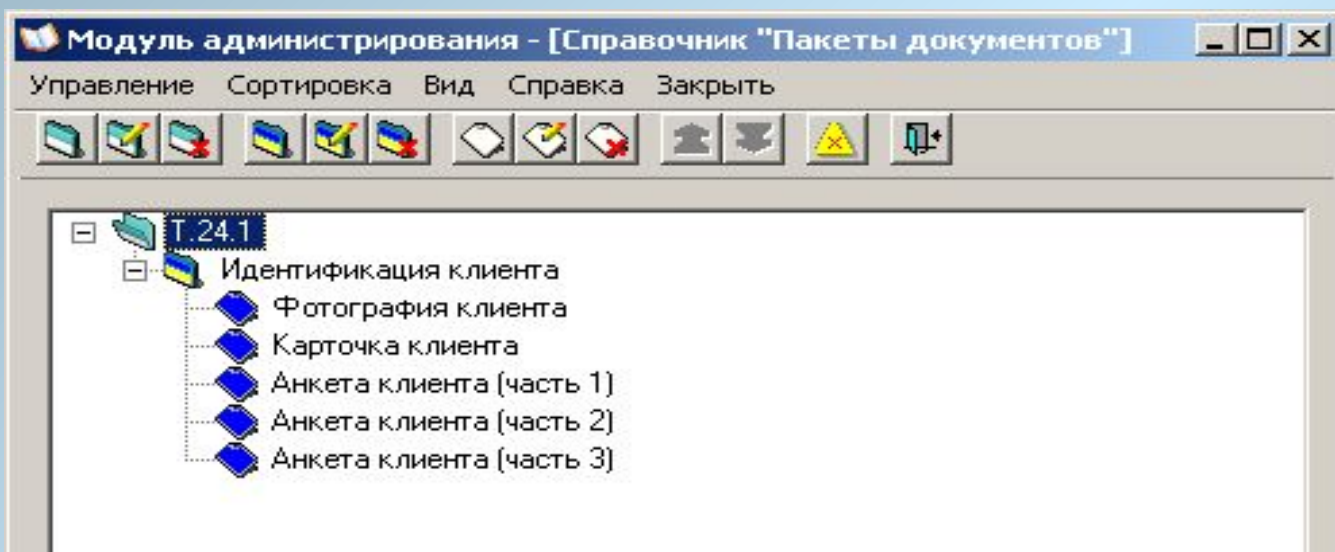 Модуль администрирования - [Справочник "Пакеты документов"]
Управление Сортировка Вид Справка Закрыть
Т.24.1
Идентификация клиента
Фотография клиента
Карточка клиента
Анкета клиента (часть 1)
Анкета клиента (часть 2)
Анкета клиента (часть 3)